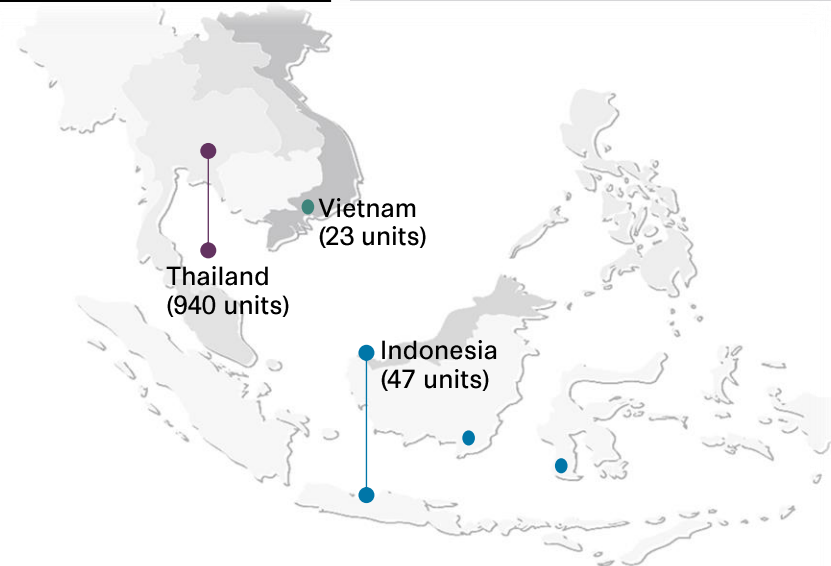 Vietnam
(23 units)
Thailand
(940 units)
Indonesia
(47 units)